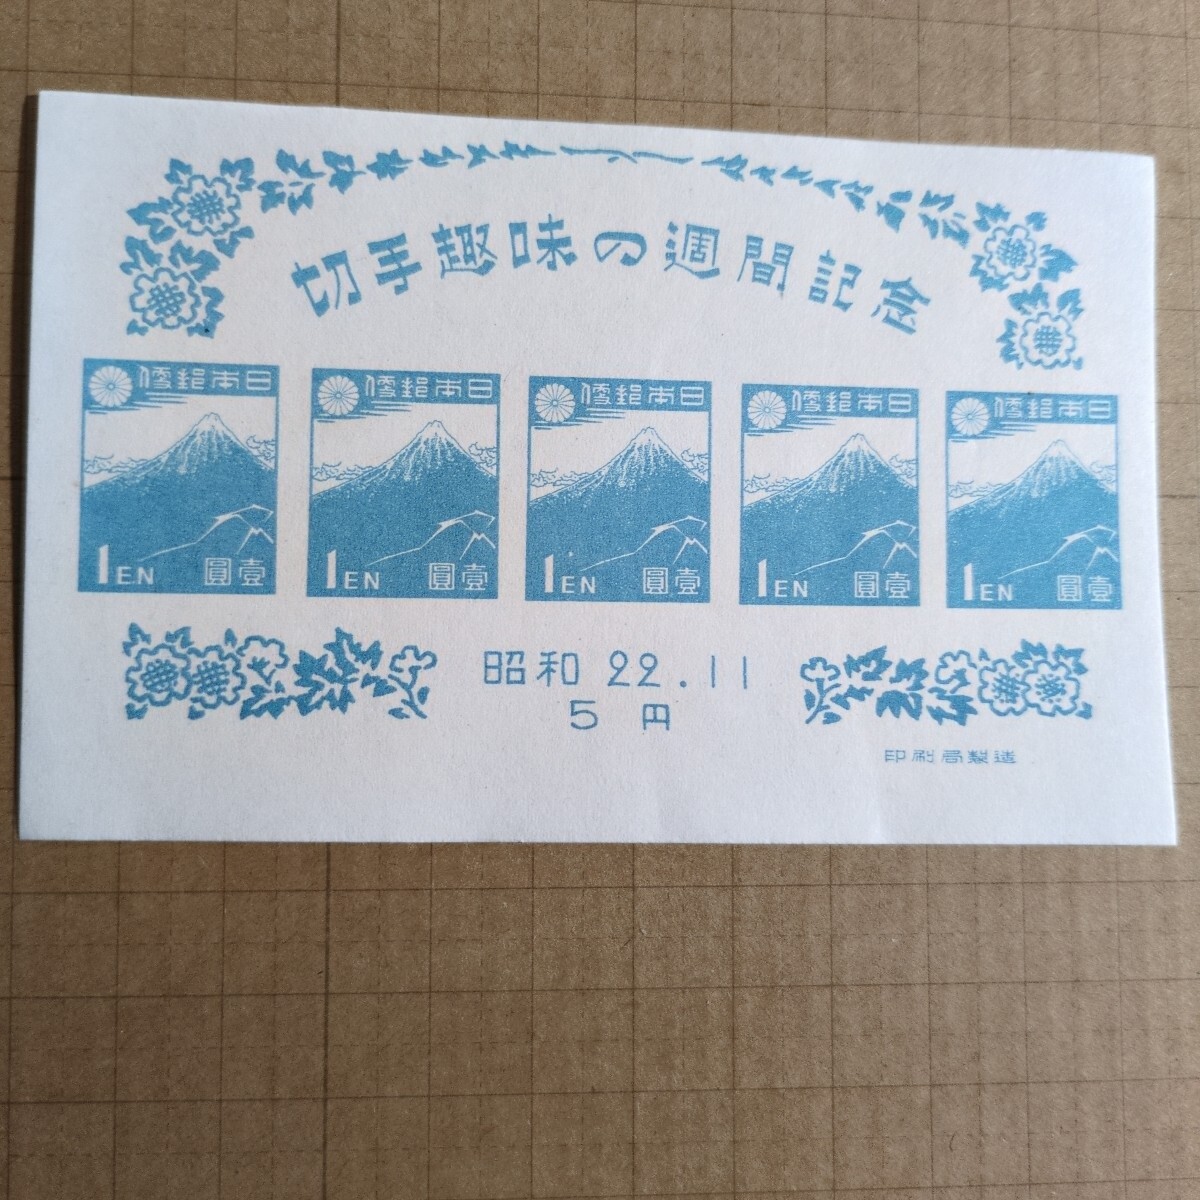 切手趣味の週間記念
便郵本日
便郵本日
便郵本日
便郵本日
便郵本日
1EN 圓壹
1EN 圓壹
1EN 圓壹
1EN 圓壹
1EN 圓壹
昭和 22.11
5 円
印刷局製造